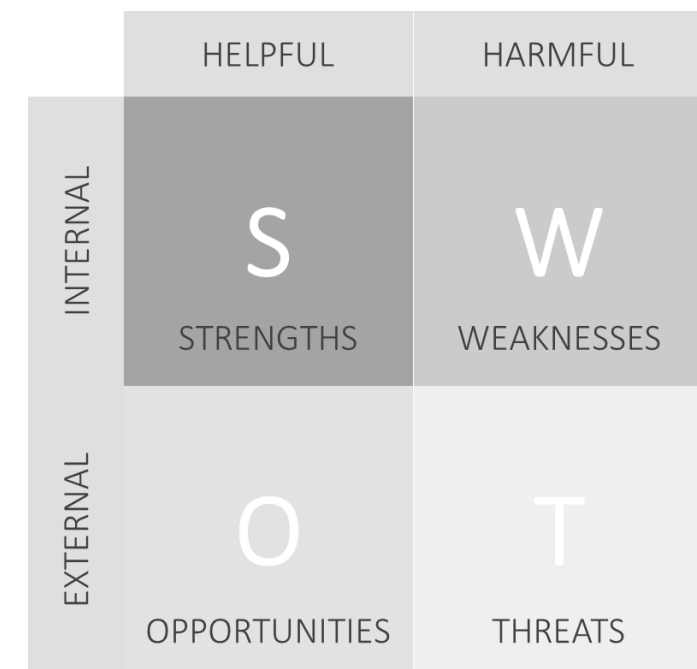 HELPFUL
HARMFUL
INTERNAL
S
STRENGTHS
W
WEAKNESSES
EXTERNAL
O
OPPORTUNITIES
T
THREATS